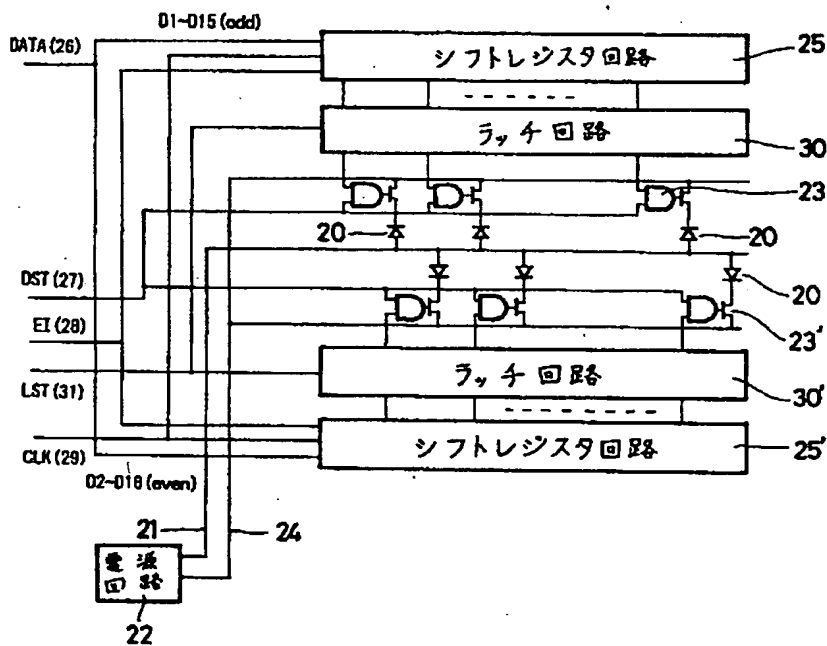 D1~D15 (odd)
DATA (26)
シフトレジスタ回路
25
ラッチ回路
30
23
20
20
DST (27)
20
EI (28)
23'
LST (31)
ラッチ回路
30'
CLK (29)
シフトレジスタ回路
25'
D2~D16 (even)
21
24
電源
回路
22